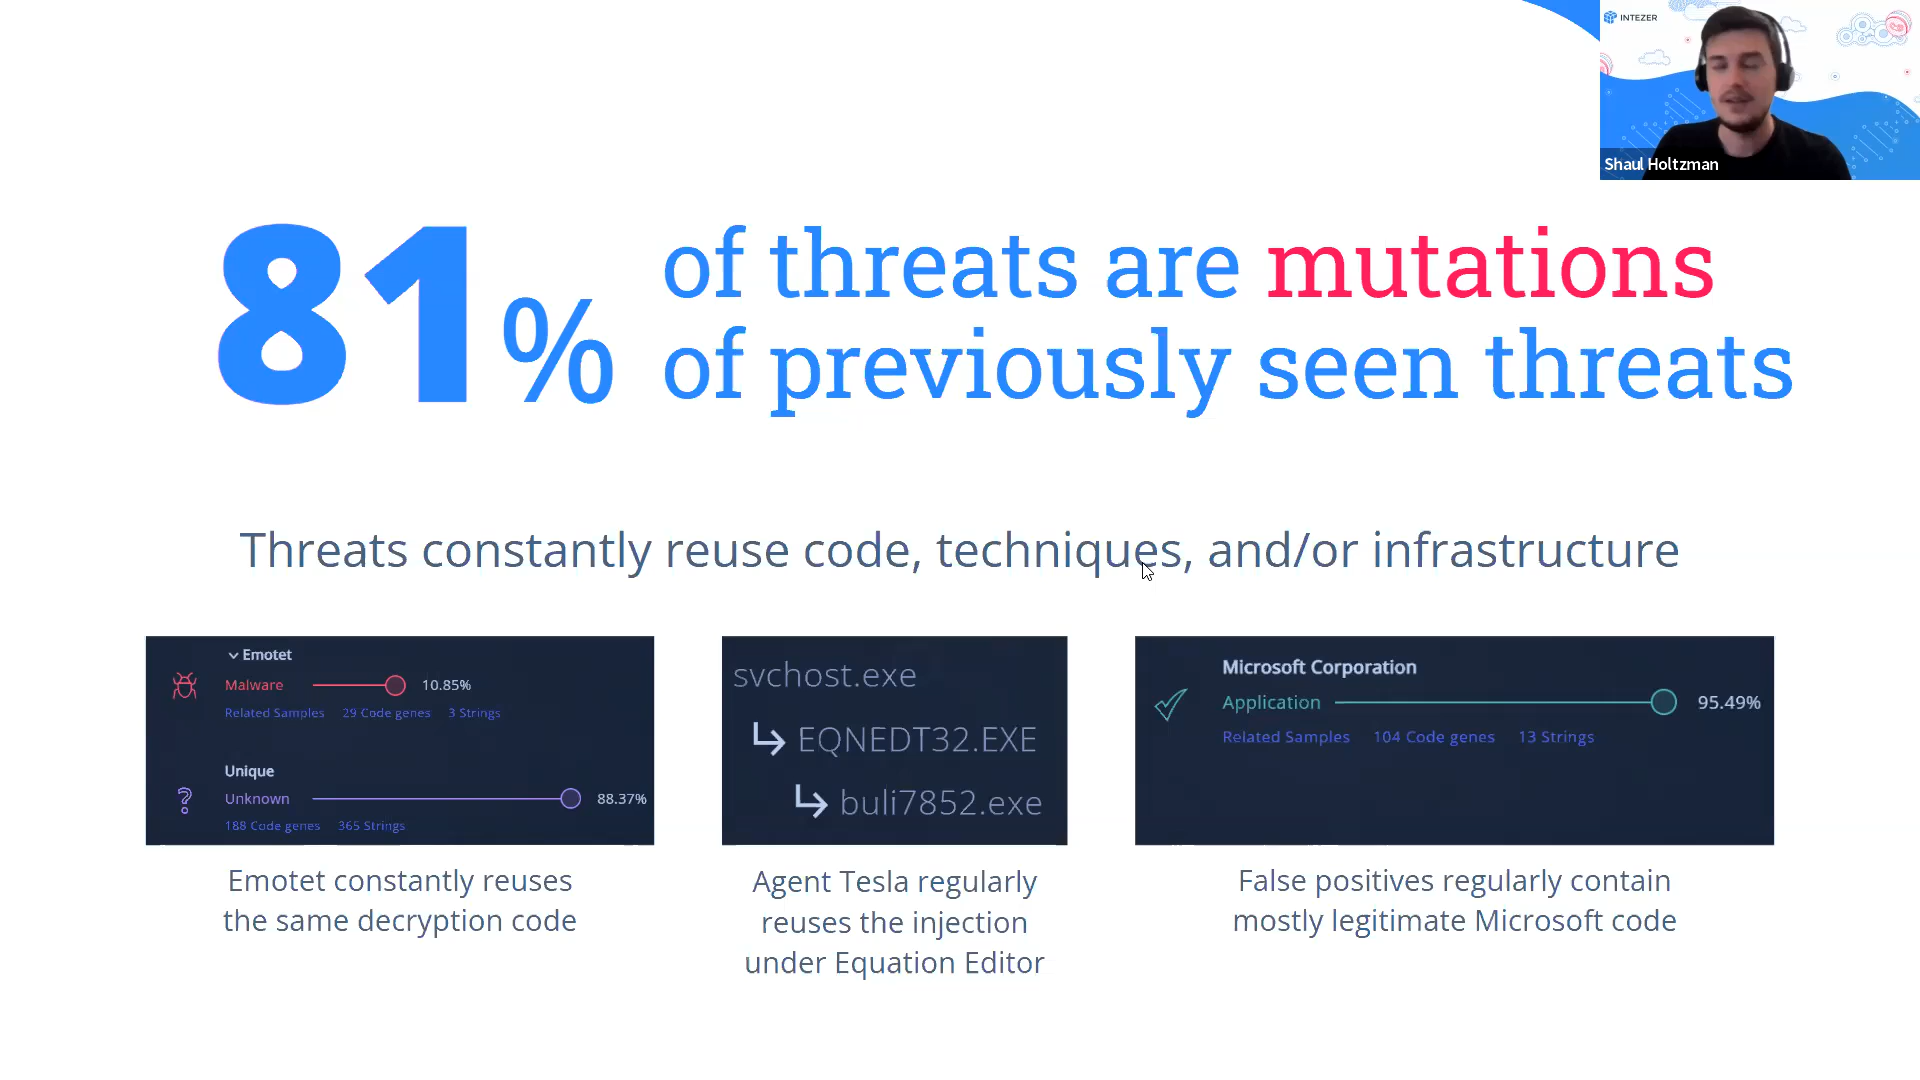 INTEZER
Shaul Holtzman
81% of threats are mutations
of previously seen threats
Threats constantly reuse code, techniques, and/or infrastructure
Emotet
Malware 10.85%
Related Samples 29 Code genes 3 Strings
Unique
Unknown 88.37%
188 Code genes 365 Strings
Emotet constantly reuses
the same decryption code
svchost.exe
EQNEDT32.EXE
buli7852.exe
Agent Tesla regularly
reuses the injection
under Equation Editor
Microsoft Corporation
Application 95.49%
Related Samples 104 Code genes 13 Strings
False positives regularly contain
mostly legitimate Microsoft code